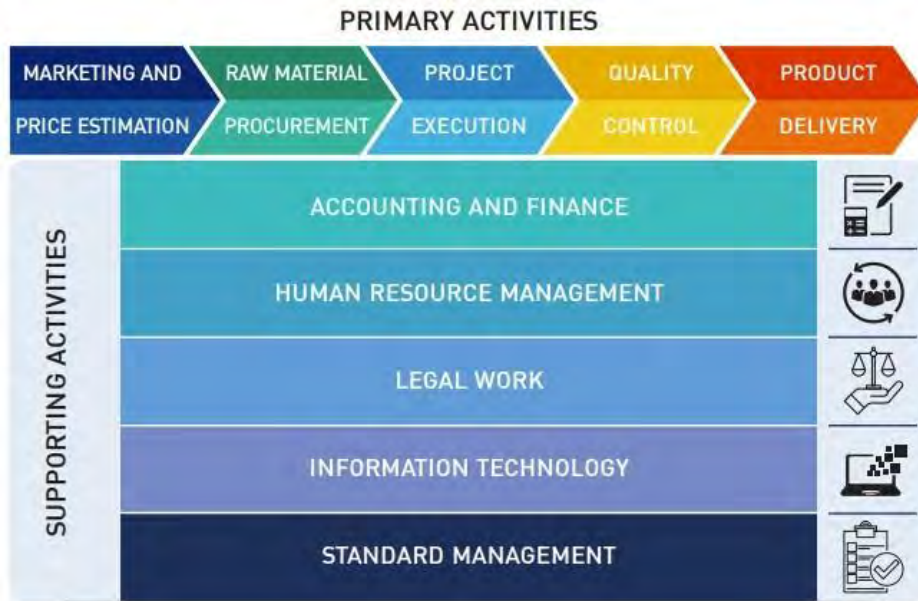 PRIMARY ACTIVITIES
MARKETING AND
PRICE ESTIMATION
RAW MATERIAL
PROCUREMENT
PROJECT
EXECUTION
QUALITY
CONTROL
PRODUCT
DELIVERY
SUPPORTING ACTIVITIES
ACCOUNTING AND FINANCE
HUMAN RESOURCE MANAGEMENT
LEGAL WORK
INFORMATION TECHNOLOGY
STANDARD MANAGEMENT